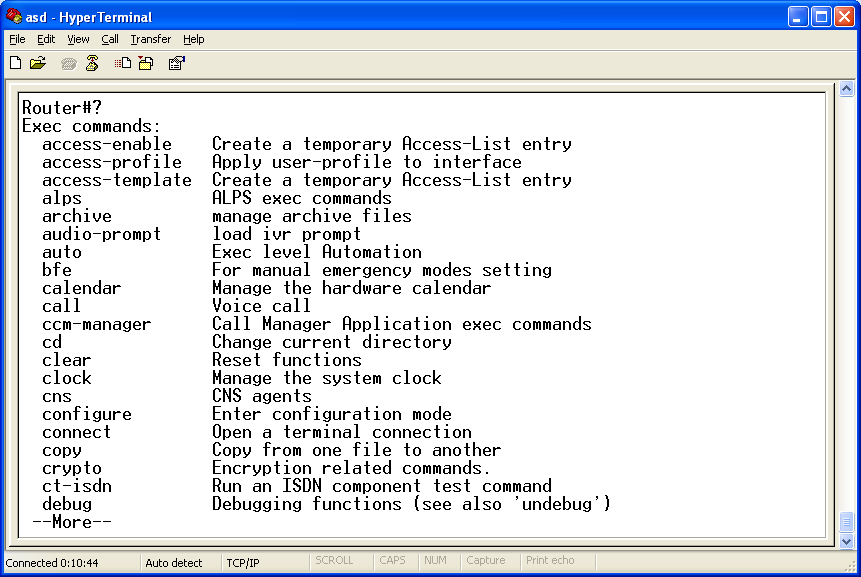 asd - HyperTerminal
File Edit View Call Transfer Help
Router#?
Exec commands:
access-enable Create a temporary Access-List entry
access-profile Apply user-profile to interface
access-template Create a temporary Access-List entry
alps ALPS exec commands
archive manage archive files
audio-prompt load ivr prompt
auto Exec level Automation
bfe For manual emergency modes setting
calendar Manage the hardware calendar
call Voice call
ccm-manager Call Manager Application exec commands
cd Change current directory
clear Reset functions
clock Manage the system clock
cns CNS agents
configure Enter configuration mode
connect Open a terminal connection
copy Copy from one file to another
crypto Encryption related commands.
ct-isdn Run an ISDN component test command
debug Debugging functions (see also 'undebug')
--More--
Connected 0:10:44 Auto detect TCP/IP SCROLL CAPS NUM Capture Print echo